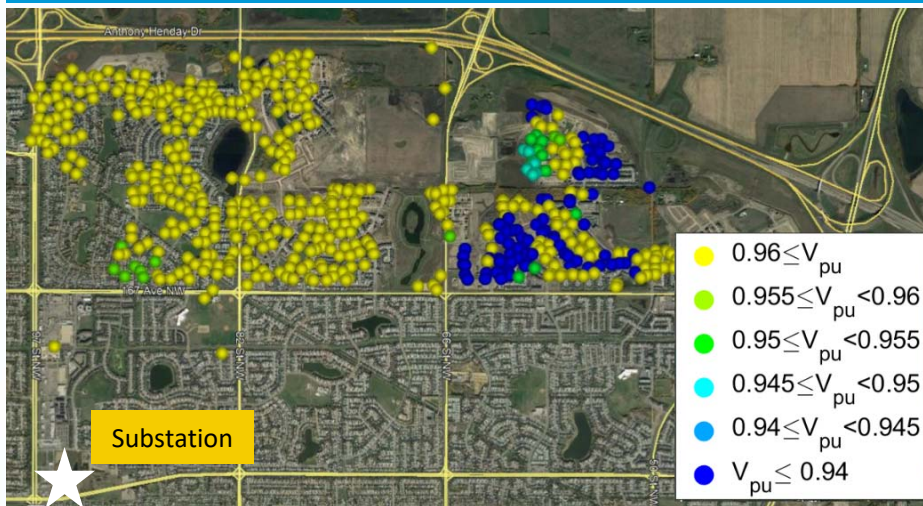 Anthony Henday Dr
167 Ave NW
Substation
0.96≤V_pu
0.955≤V_pu<0.96
0.95≤V_pu<0.955
0.945≤V_pu<0.95
0.94≤V_pu<0.945
V_pu≤ 0.94